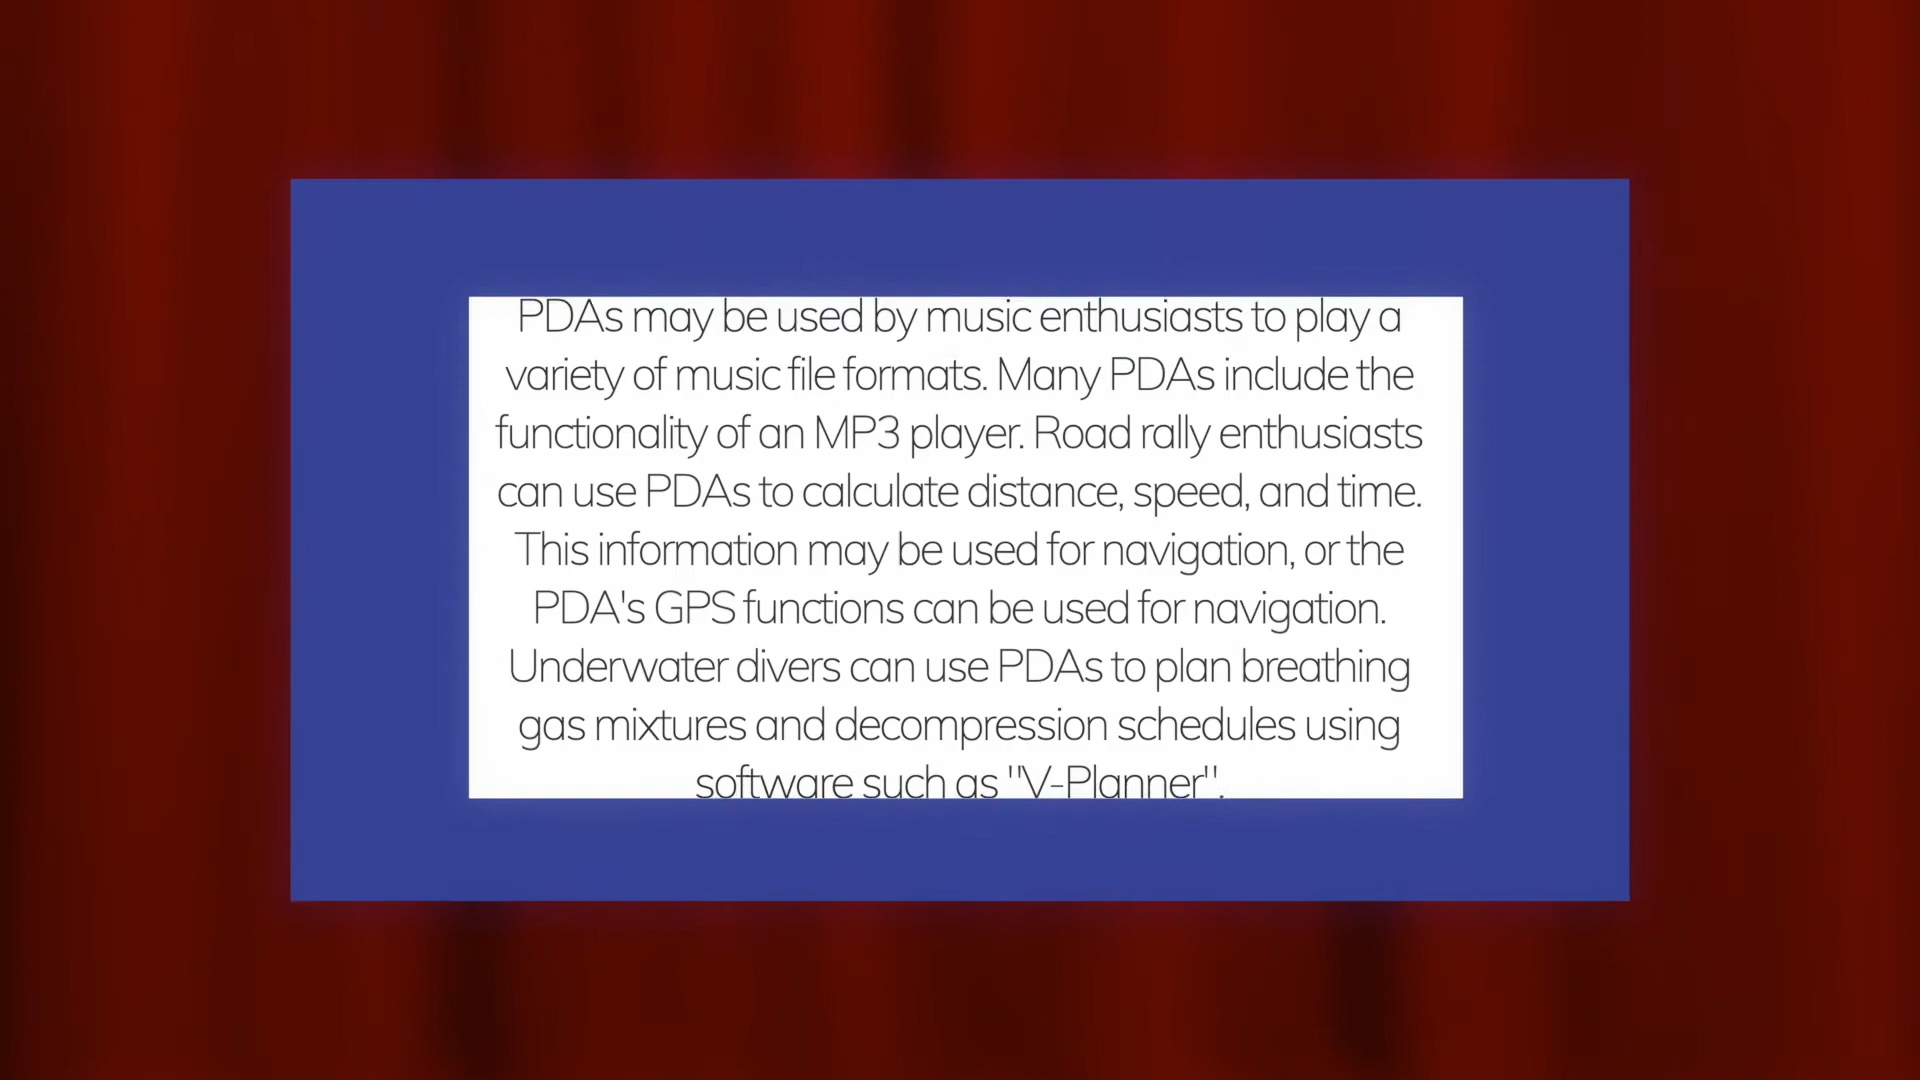 PDAs may be used by music enthusiasts to play a
variety of music file formats. Many PDAs include the
functionality of an MP3 player. Road rally enthusiasts
can use PDAs to calculate distance, speed, and time.
This information may be used for navigation, or the
PDA's GPS functions can be used for navigation.
Underwater divers can use PDAs to plan breathing
gas mixtures and decompression schedules using
software such as "V-Planner".